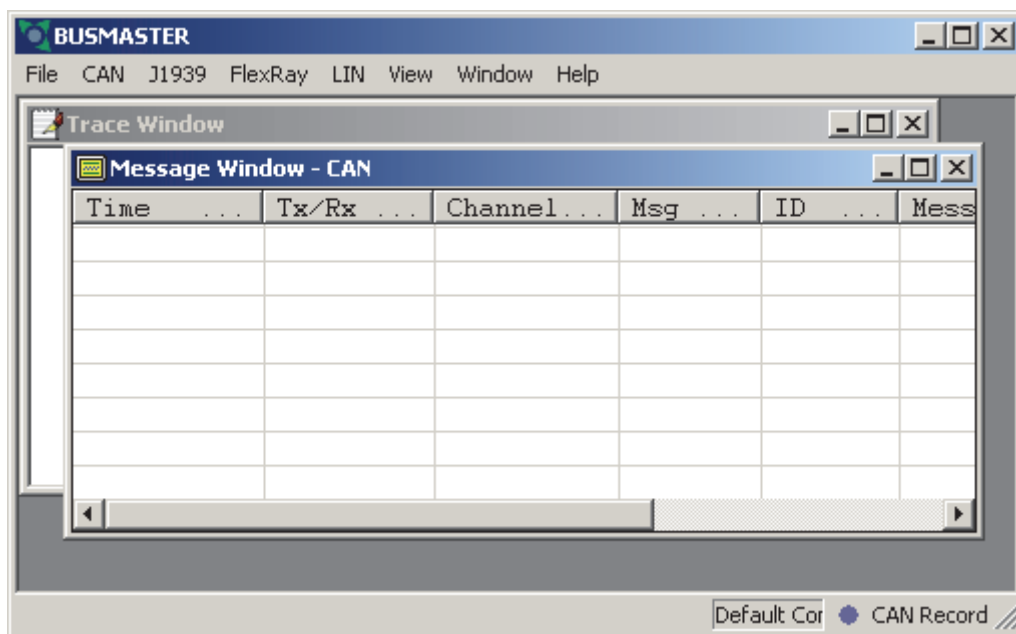 BUSMASTER
File CAN J1939 FlexRay LIN View Window Help
Trace Window
Message Window - CAN
Time ... Tx/Rx ... Channel... Msg ... ID ... Mess
Default Cor CAN Record